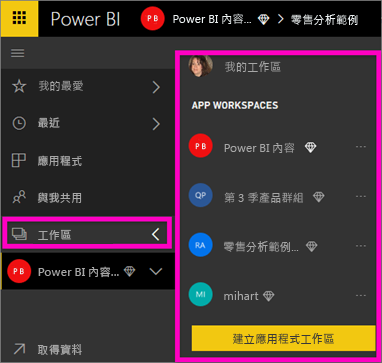 Power BI
PB Power BI 內容... > 零售分析範例
我的最愛
最近
應用程式
與我共用
工作區
PB Power BI 內容...
取得資料
我的工作區
APP WORKSPACES
PB Power BI 內容 ...
QP 第 3 季產品群組 ...
RA 零售分析範例... ...
MI mihart ...
建立應用程式工作區